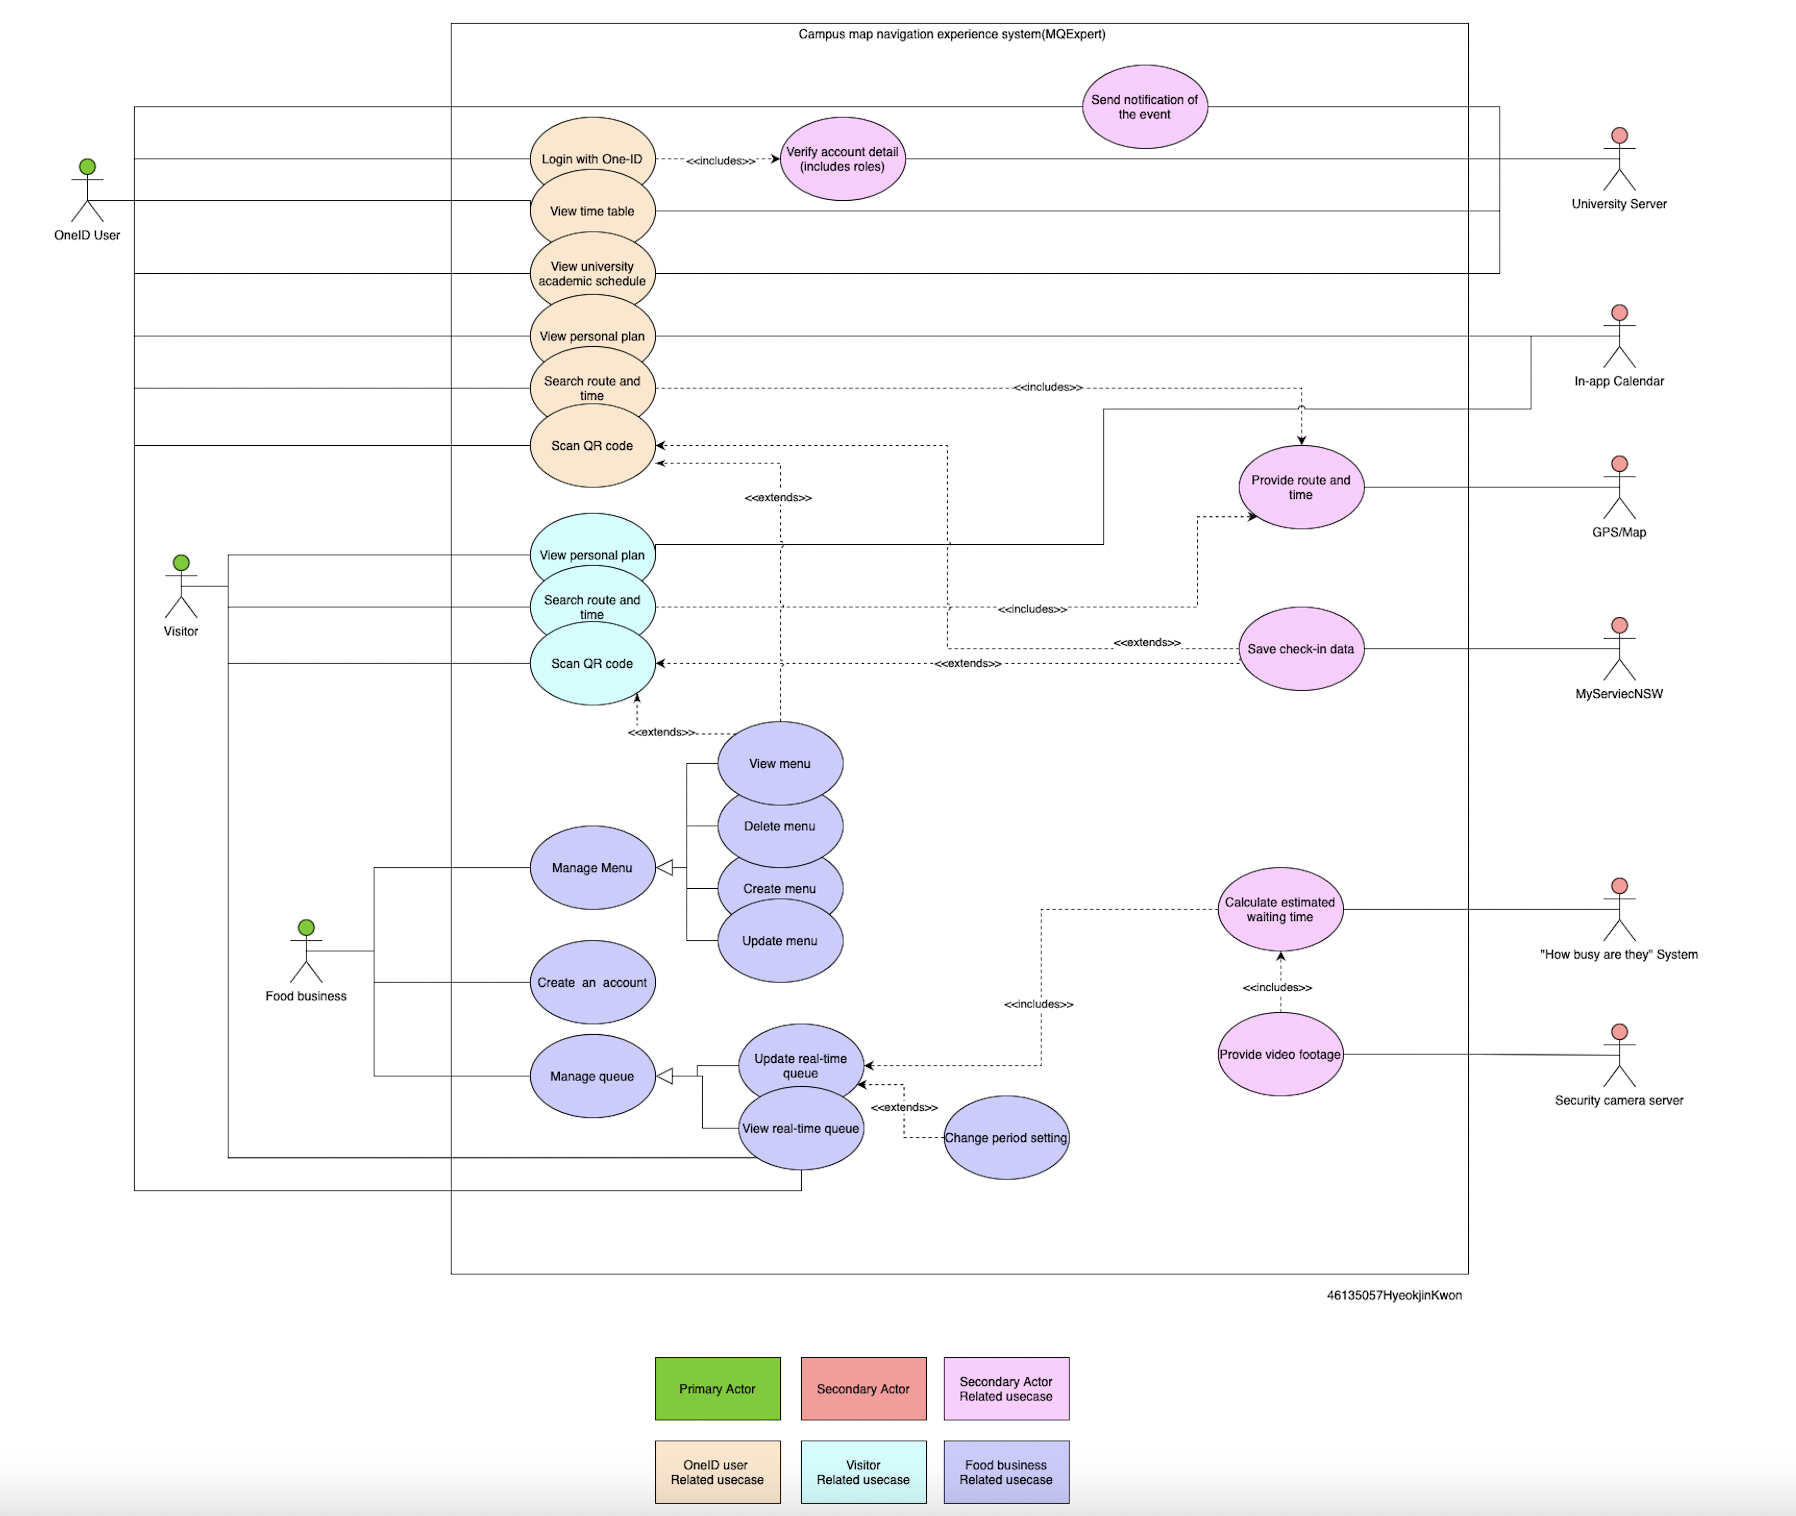 Campus map navigation experience system(MQExpert)
Send notification of
the event
Login with One-ID
<<includes>>
Verify account detail
(includes roles)
University Server
OneID User
View time table
View university
academic schedule
View personal plan
In-app Calendar
Search route and
time
<<includes>>
Scan QR code
<<extends>>
Provide route and
time
GPS/Map
View personal plan
Visitor
Search route and
time
<<includes>>
Scan QR code
<<extends>>
<<extends>>
Save check-in data
MyServiecNSW
<<extends>>
View menu
Delete menu
Manage Menu
Create menu
Update menu
Calculate estimated
waiting time
"How busy are they" System
Food business
Create an account
<<includes>>
<<includes>>
Update real-time
queue
Provide video footage
Manage queue
<<extends>>
Security camera server
View real-time queue
Change period setting
46135057HyeokjinKwon
Primary Actor
Secondary Actor
Secondary Actor
Related usecase
OneID user
Related usecase
Visitor
Related usecase
Food business
Related usecase